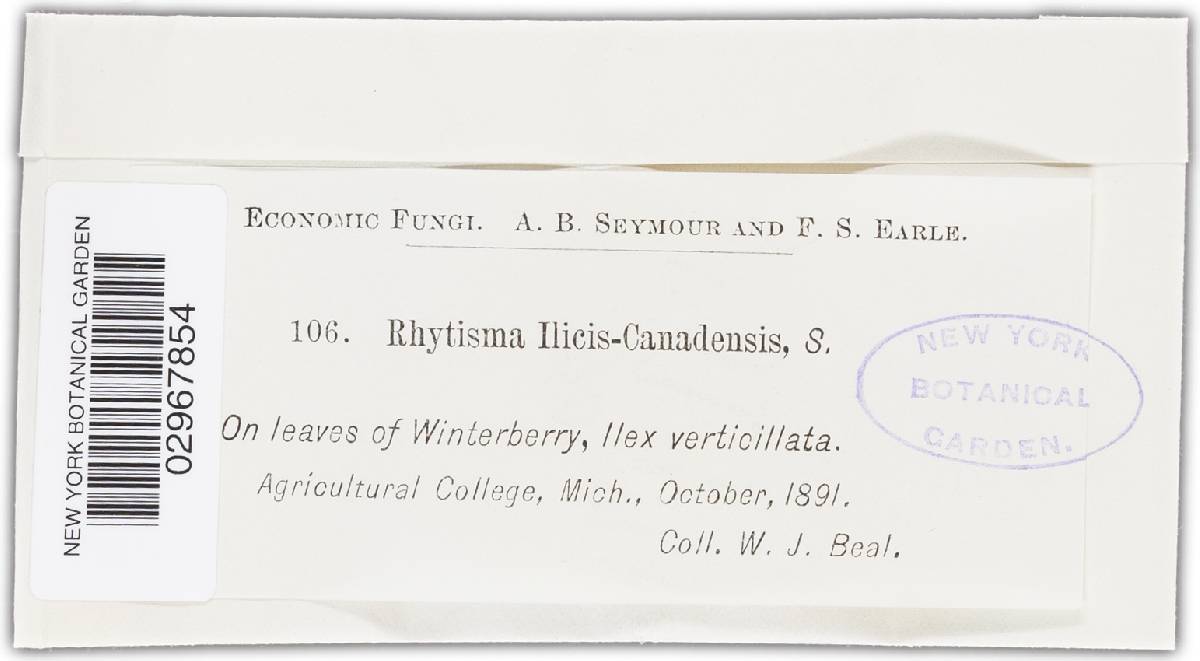 ECONOMIC FUNGI. A. B. SEYMOUR AND F. S. EARLE.
106. Rhytisma Ilicis-Canadensis, S.
On leaves of Winterberry, Ilex verticillata.
Agricultural College, Mich., October, 1891.
Coll. W. J. Beal.
NEW YORK BOTANICAL GARDEN
02967854
NEW YORK
BOTANICAL
GARDEN.